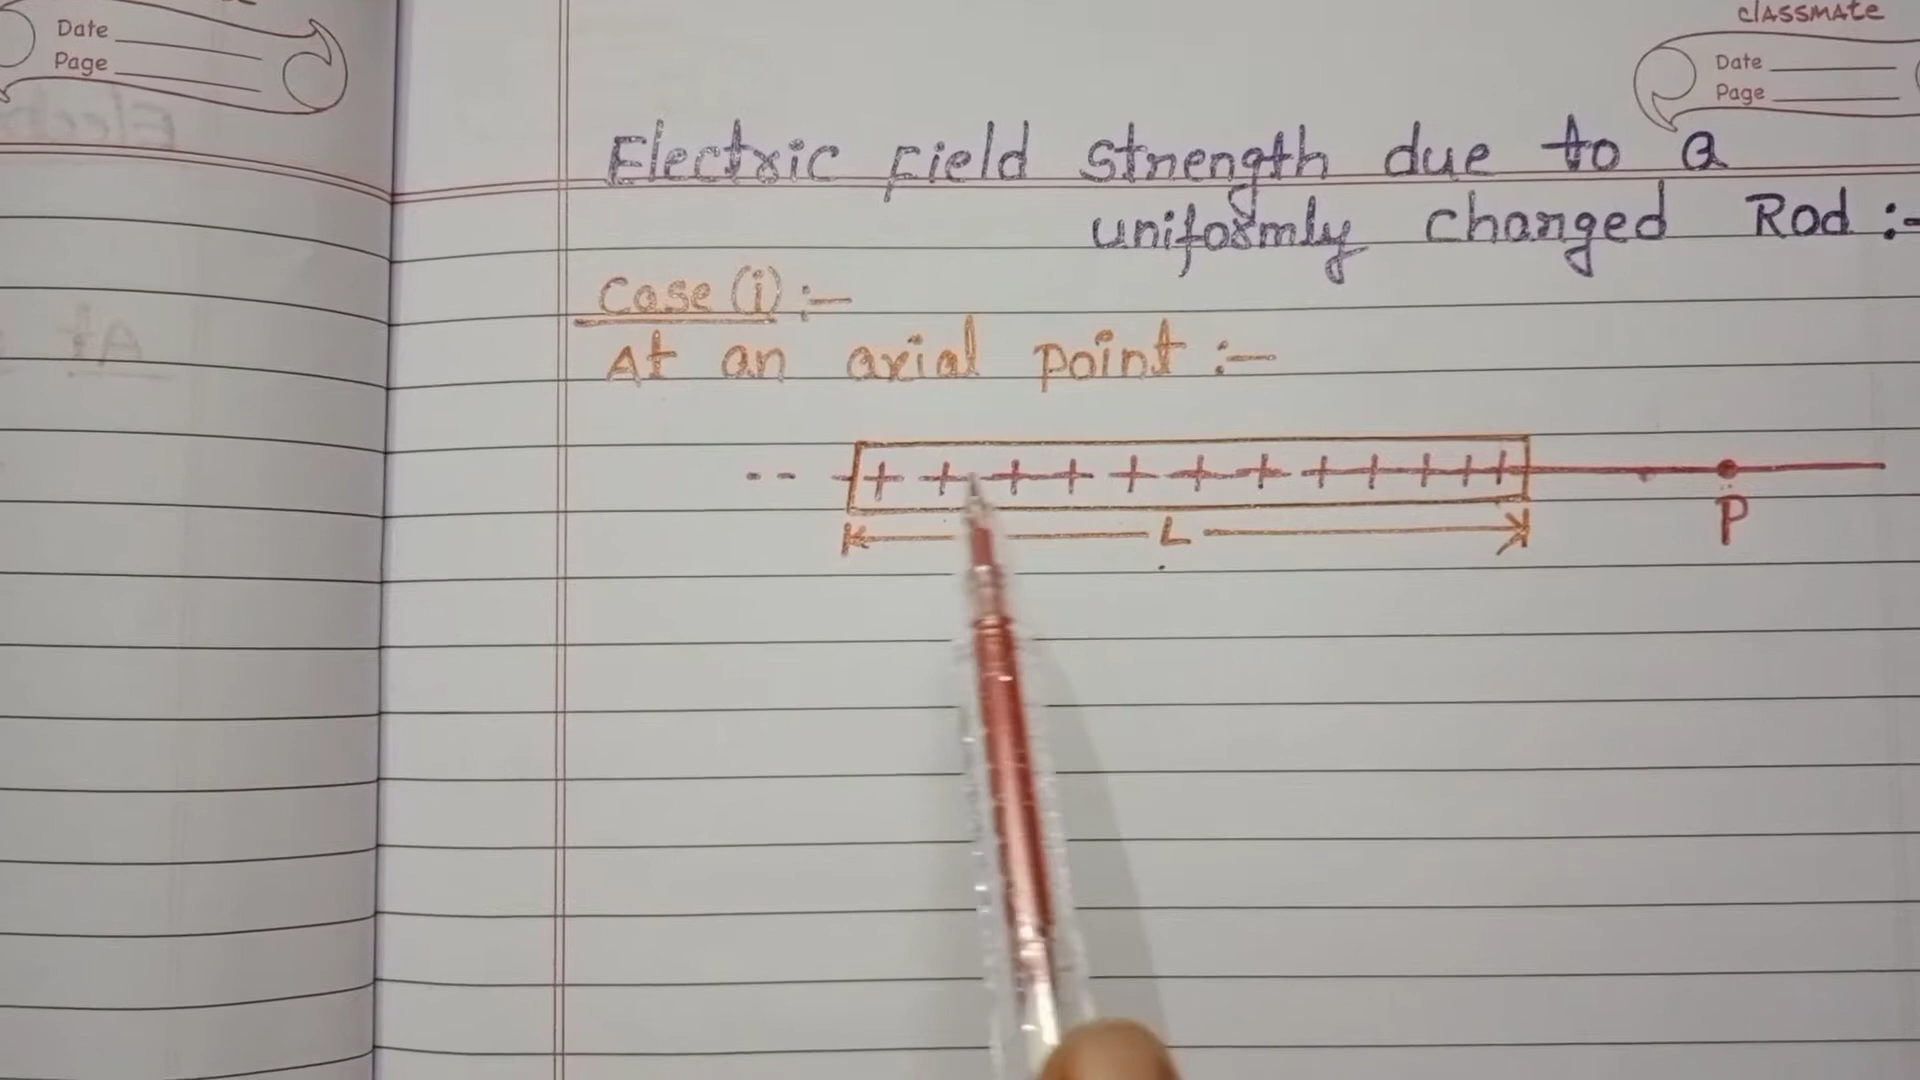 Date
Page
classmate
Date
Page
Electric Field Strength due to a
uniformly charged Rod :-
Case (i) :-
At an axial point :-
-- + + + + + + + + + + + +
L
P